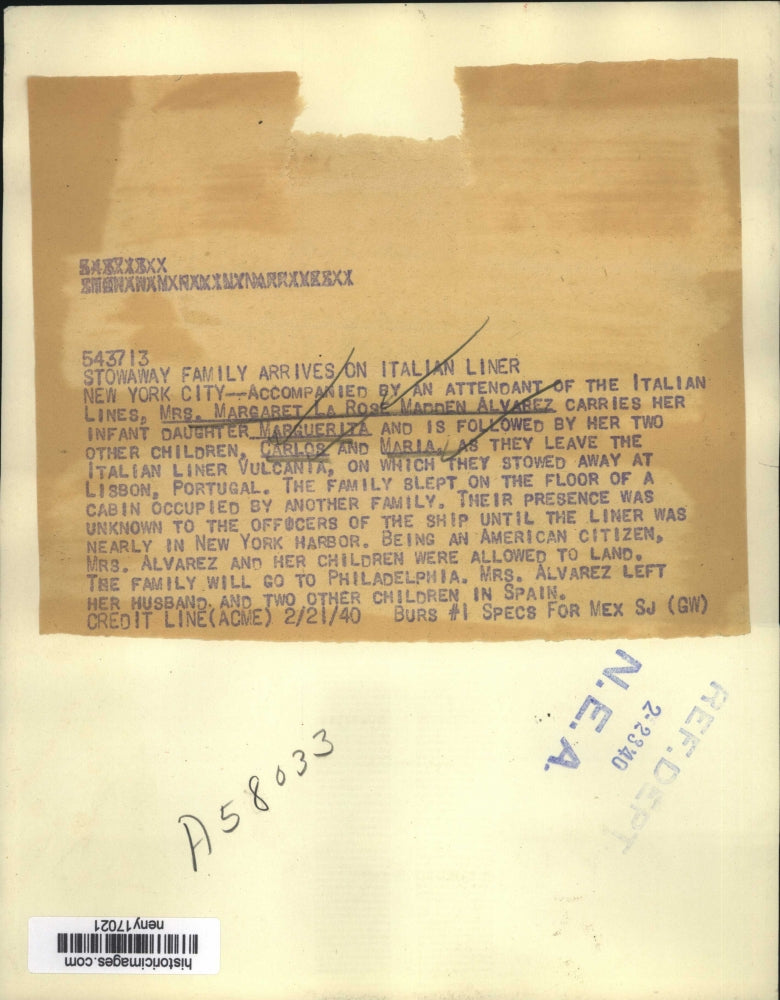 543713
STOWAWAY FAMILY ARRIVES ON ITALIAN LINER
NEW YORK CITY--ACCOMPANIED BY AN ATTENDANT OF THE ITALIAN
LINES, MRS. MARGARET LA ROSE MADDEN ALVAREZ CARRIES HER
INFANT DAUGHTER MARGUERITA AND IS FOLLOWED BY HER TWO
OTHER CHILDREN, CARLOS AND MARIA, AS THEY LEAVE THE
ITALIAN LINER VULCANIA, ON WHICH THEY STOWED AWAY AT
LISBON, PORTUGAL. THE FAMILY SLEPT ON THE FLOOR OF A
CABIN OCCUPIED BY ANOTHER FAMILY. THEIR PRESENCE WAS
UNKNOWN TO THE OFFICERS OF THE SHIP UNTIL THE LINER WAS
NEARLY IN NEW YORK HARBOR. BEING AN AMERICAN CITIZEN,
MRS. ALVAREZ AND HER CHILDREN WERE ALLOWED TO LAND.
THE FAMILY WILL GO TO PHILADELPHIA. MRS. ALVAREZ LEFT
HER HUSBAND, AND TWO OTHER CHILDREN IN SPAIN.
CREDIT LINE(ACME) 2/21/40 BURS #1 SPECS FOR MEX SJ (GW)
REF. DEPT
2-23-40
N.E.A.
A58033
historicimages.com
neny17021